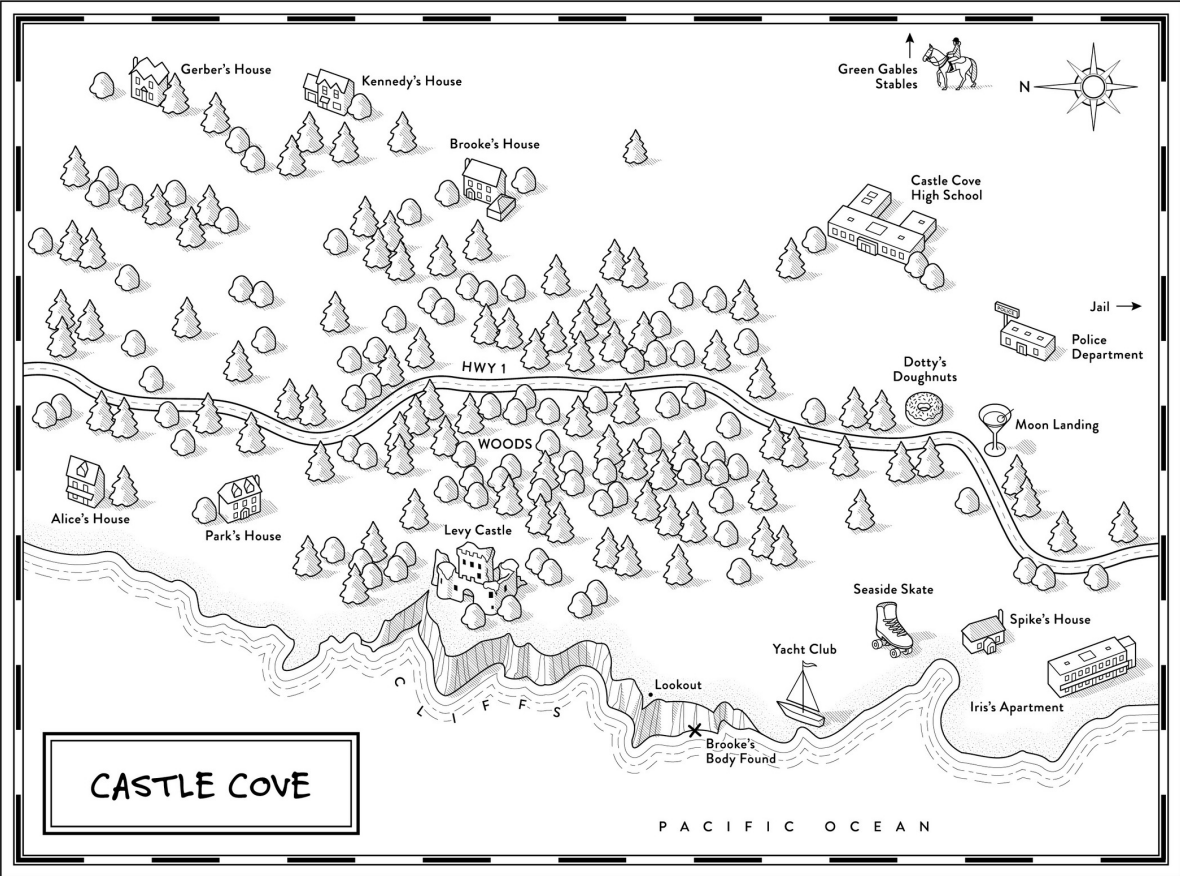 Gerber's House
Kennedy's House
Green Gables
Stables
N
Brooke's House
Castle Cove
High School
Jail
POLICE
Police
Department
HWY 1
Dotty's
Doughnuts
Moon Landing
WOODS
Alice's House
Park's House
Levy Castle
Seaside Skate
Spike's House
Yacht Club
Lookout
Iris's Apartment
CLIFFS
Brooke's
Body Found
CASTLE COVE
PACIFIC OCEAN